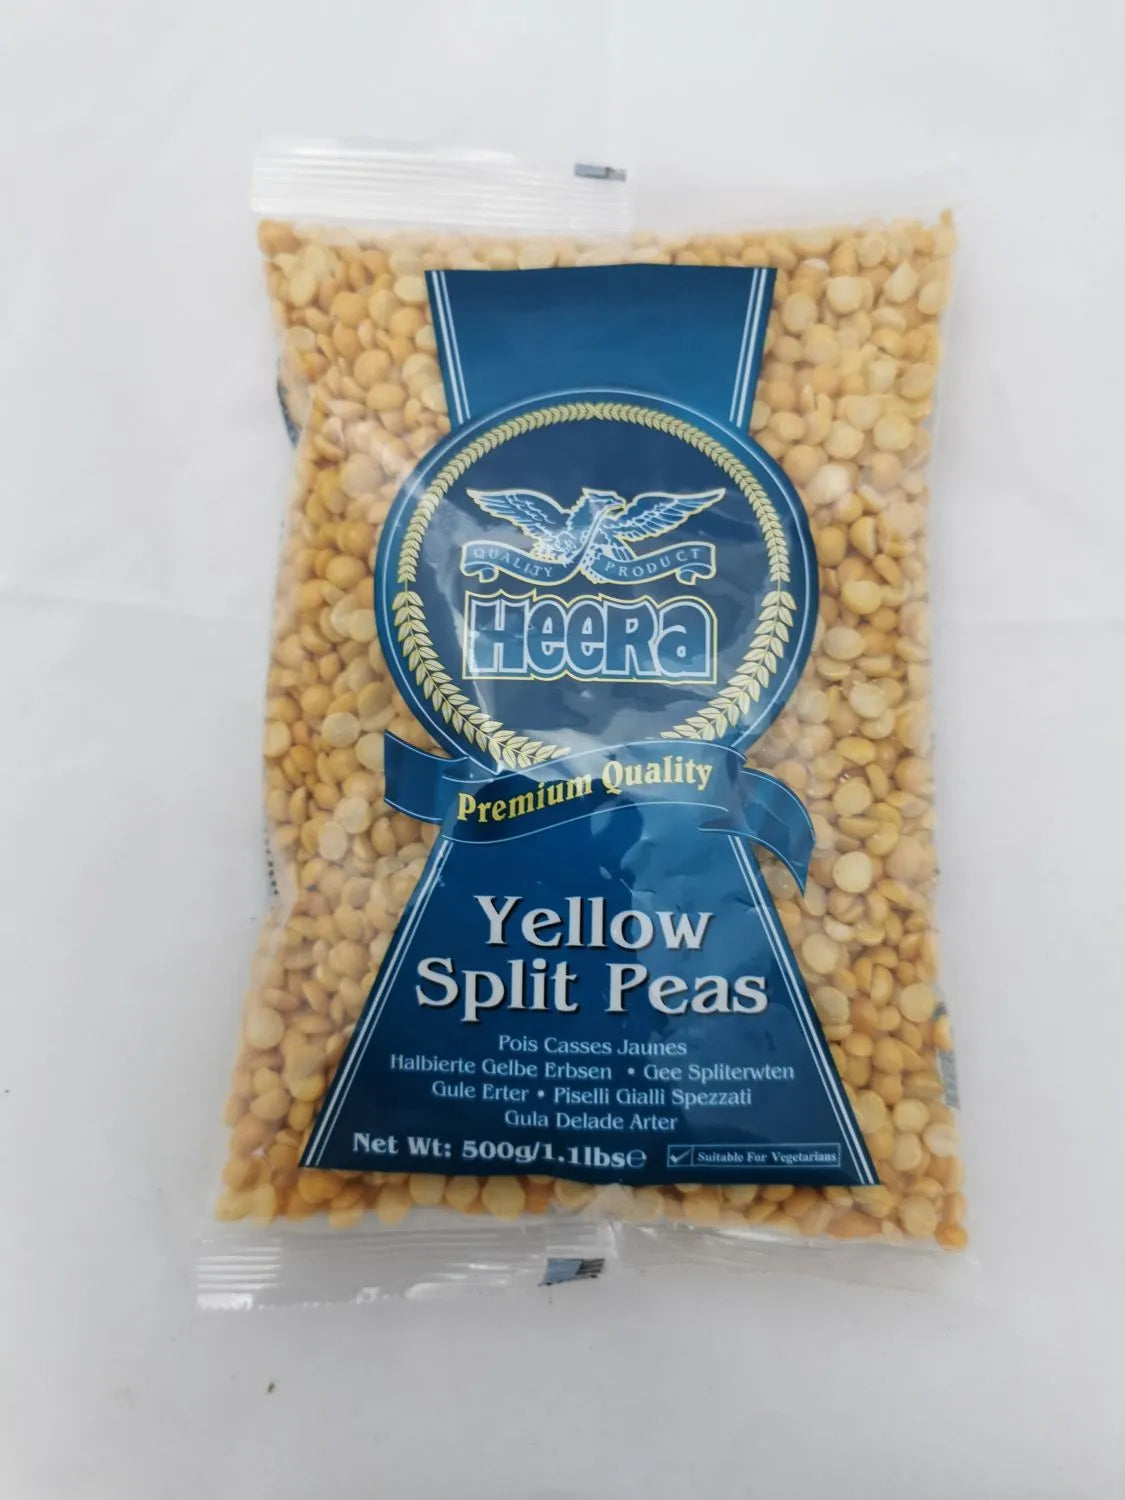 QUALITY PRODUCT
HEERA
Premium Quality
Yellow
Split Peas
Pois Casses Jaunes
Halbierte Gelbe Erbsen • Gee Spliterwten
Gule Erter • Piselli Gialli Spezzati
Gula Delade Arter
Net Wt: 500g/1.1lbs℮ Suitable For Vegetarians